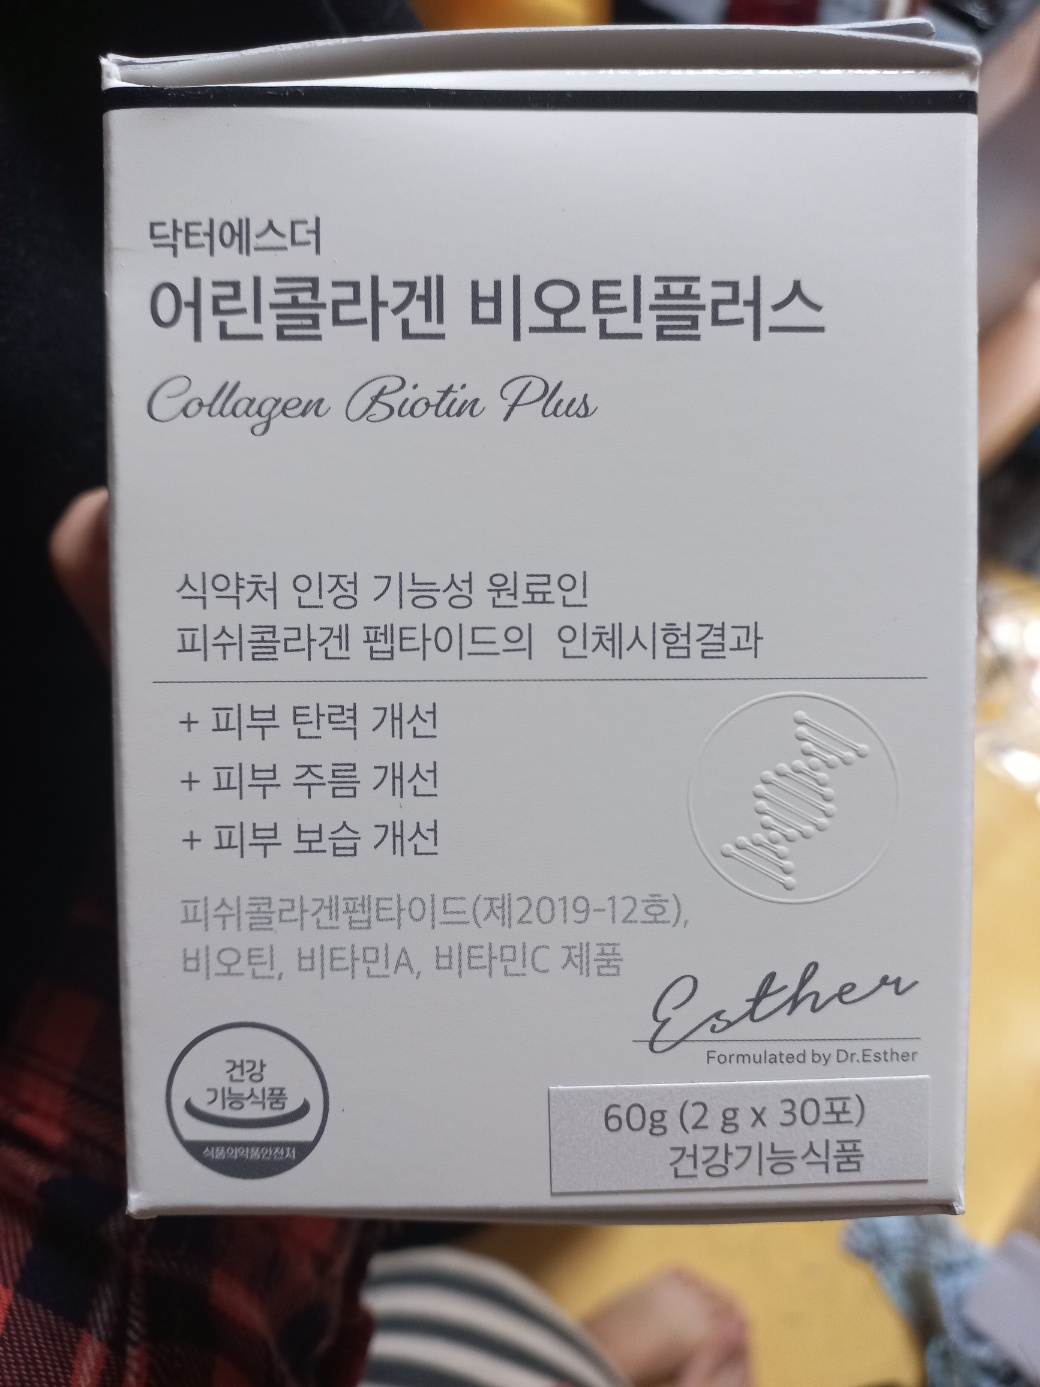 닥터에스더
어린콜라겐 비오틴플러스
Collagen Biotin Plus
식약처 인정 기능성 원료인
피쉬콜라겐 펩타이드의 인체시험결과
+ 피부 탄력 개선
+ 피부 주름 개선
+ 피부 보습 개선
피쉬콜라겐펩타이드(제2019-12호),
비오틴, 비타민A, 비타민C 제품
Esther
Formulated by Dr.Esther
건강
기능식품
식품의약품안전처
60g (2 g x 30포)
건강기능식품